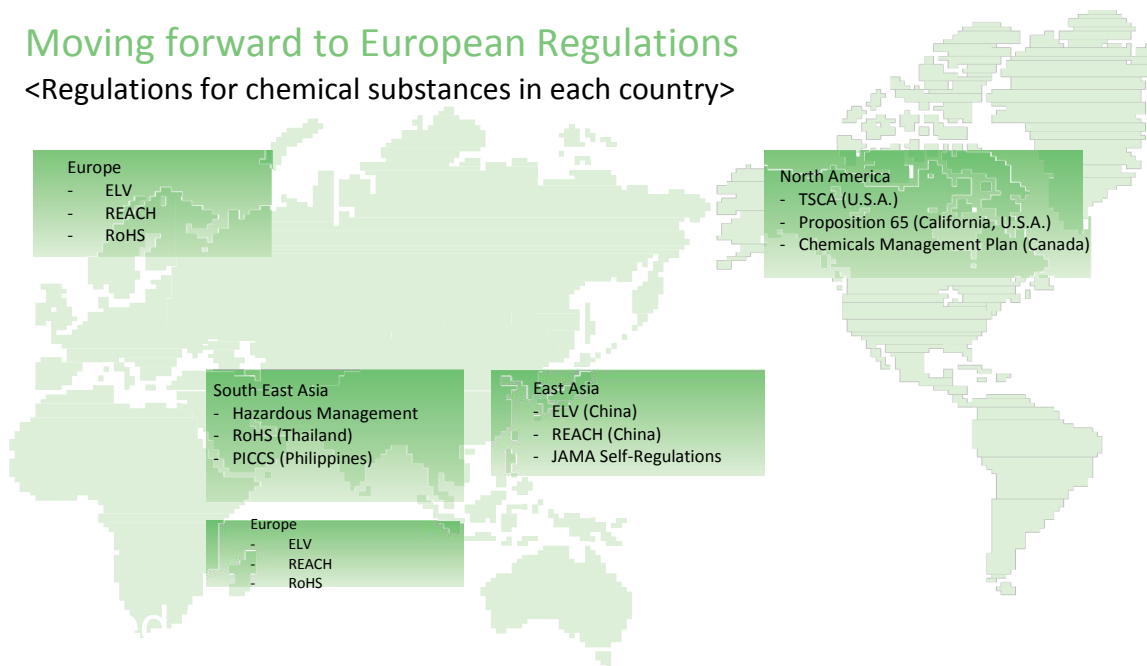 Moving forward to European Regulations
<Regulations for chemical substances in each country>
Europe
- ELV
- REACH
- RoHS
North America
- TSCA (U.S.A.)
- Proposition 65 (California, U.S.A.)
- Chemicals Management Plan (Canada)
South East Asia
- Hazardous Management
- RoHS (Thailand)
- PICCS (Philippines)
East Asia
- ELV (China)
- REACH (China)
- JAMA Self-Regulations
Europe
- ELV
- REACH
- RoHS